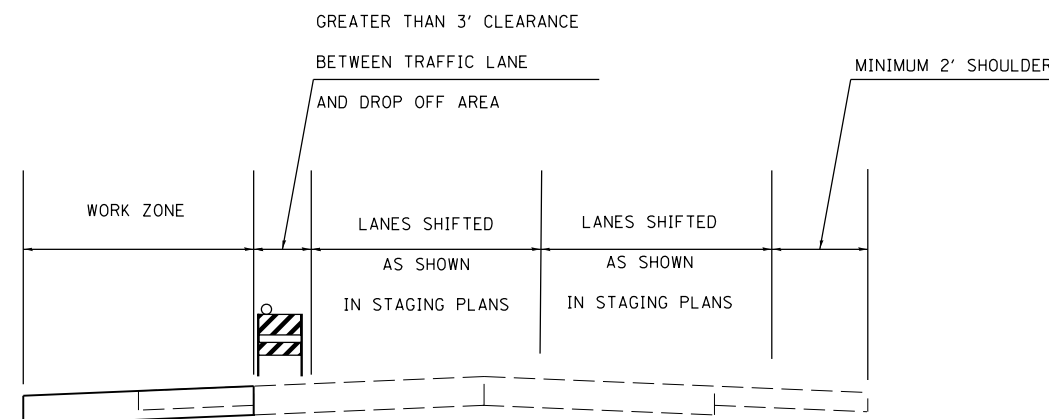 GREATER THAN 3' CLEARANCE
BETWEEN TRAFFIC LANE
AND DROP OFF AREA
MINIMUM 2' SHOULDER
WORK ZONE
LANES SHIFTED
AS SHOWN
IN STAGING PLANS
LANES SHIFTED
AS SHOWN
IN STAGING PLANS